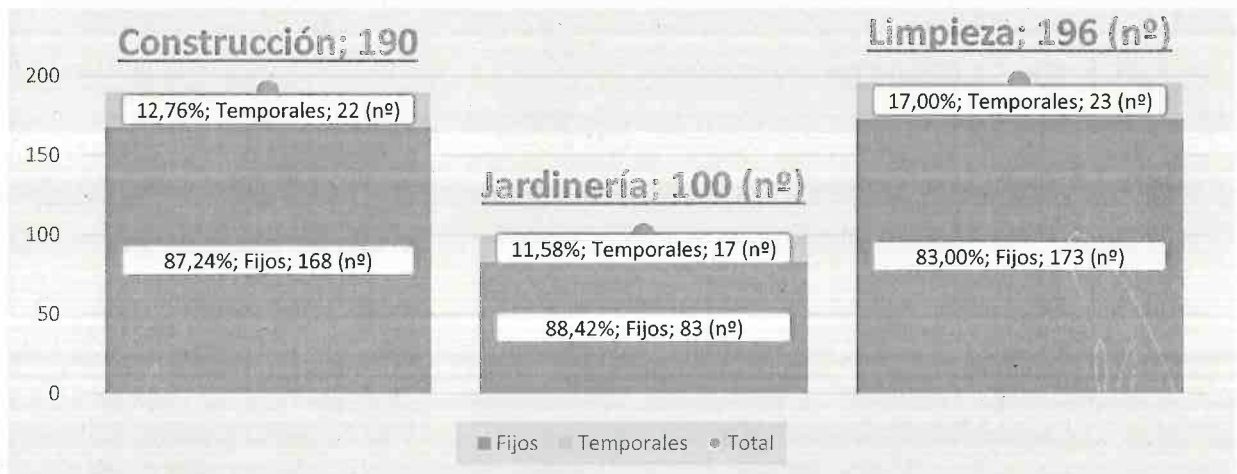 Construcción; 190
Limpieza; 196 (nº)
200
12,76%; Temporales; 22 (nº)
17,00%; Temporales; 23 (nº)
150
Jardinería; 100 (nº)
100
11,58%; Temporales; 17 (nº)
87,24%; Fijos; 168 (nº)
83,00%; Fijos; 173 (nº)
50
88,42%; Fijos; 83 (nº)
0
Fijos Temporales Total